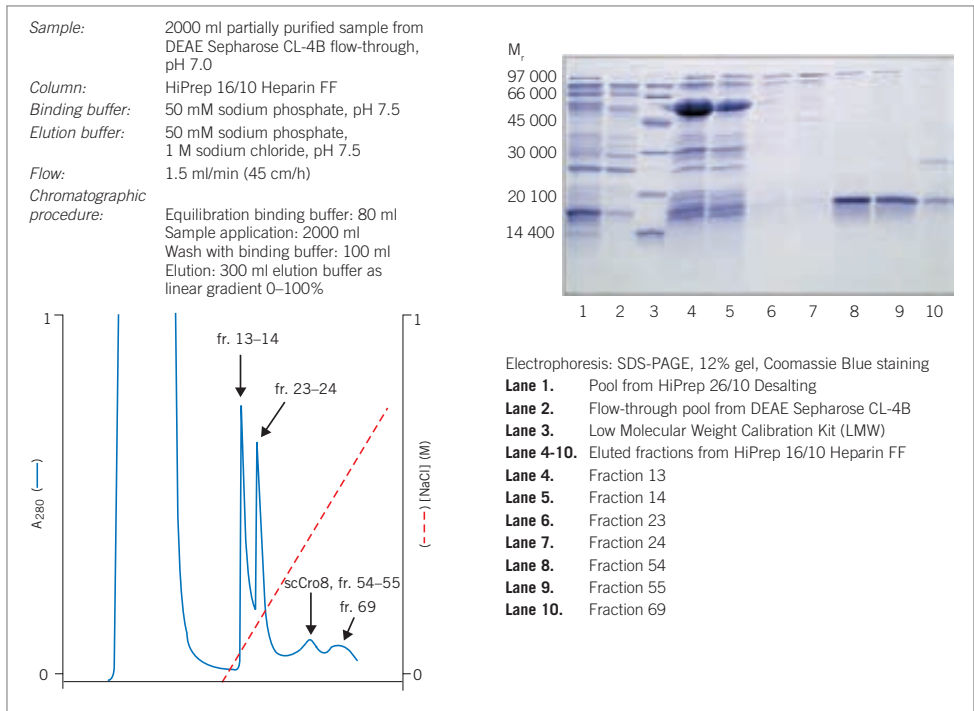 Sample: 2000 ml partially purified sample from
DEAE Sepharose CL-4B flow-through,
pH 7.0
Column: HiPrep 16/10 Heparin FF
Binding buffer: 50 mM sodium phosphate, pH 7.5
Elution buffer: 50 mM sodium phosphate,
1 M sodium chloride, pH 7.5
Flow: 1.5 ml/min (45 cm/h)
Chromatographic
procedure: Equilibration binding buffer: 80 ml
Sample application: 2000 ml
Wash with binding buffer: 100 ml
Elution: 300 ml elution buffer as
linear gradient 0–100%
1
1
fr. 13–14
fr. 23–24
A280 (—)
(---) [NaCl] (M)
scCro8, fr. 54–55
fr. 69
0
0
Mr
97 000
66 000
45 000
30 000
20 100
14 400
1 2 3 4 5 6 7 8 9 10
Electrophoresis: SDS-PAGE, 12% gel, Coomassie Blue staining
Lane 1. Pool from HiPrep 26/10 Desalting
Lane 2. Flow-through pool from DEAE Sepharose CL-4B
Lane 3. Low Molecular Weight Calibration Kit (LMW)
Lane 4-10. Eluted fractions from HiPrep 16/10 Heparin FF
Lane 4. Fraction 13
Lane 5. Fraction 14
Lane 6. Fraction 23
Lane 7. Fraction 24
Lane 8. Fraction 54
Lane 9. Fraction 55
Lane 10. Fraction 69